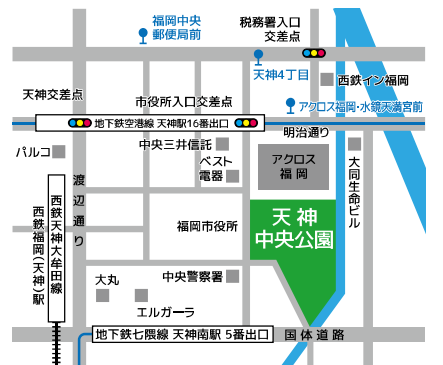 福岡中央
郵便局前
税務署入口
交差点
天神4丁目
西鉄イン福岡
天神交差点
市役所入口交差点
アクロス福岡・水鏡天満宮前
地下鉄空港線 天神駅16番出口
明治通り
パルコ
中央三井信託
ベスト
電器
アクロス
福岡
大同生命ビル
渡辺通り
西鉄天神大牟田線
西鉄福岡(天神)駅
福岡市役所
天神
中央公園
大丸
中央警察署
エルガーラ
地下鉄七隈線 天神南駅 5番出口
国体道路